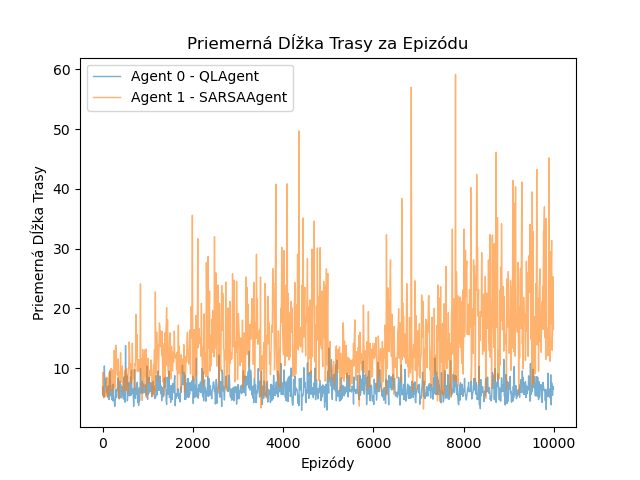 Priemerná Dĺžka Trasy za Epizódu
Agent 0 - QLAgent
Agent 1 - SARSAAgent
Priemerná Dĺžka Trasy
60
50
40
30
20
10
0
2000
4000
6000
8000
10000
Epizódy